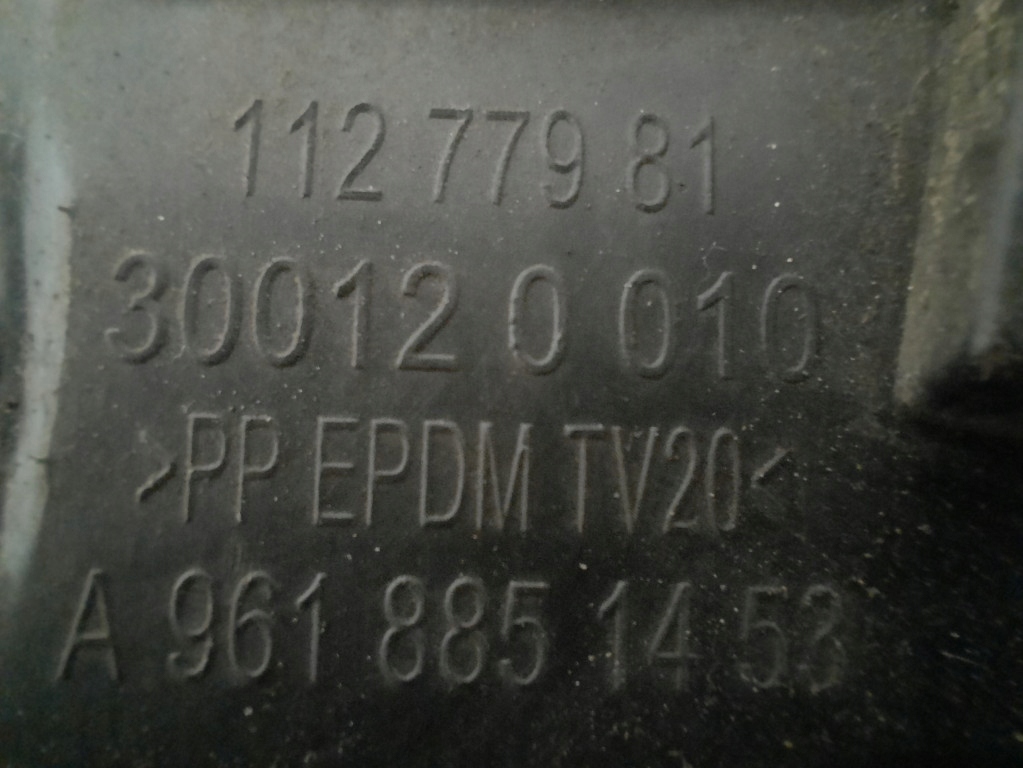 112 779 81
30012 0 010
>PP EPDM TV20<
A 961 885 14 53